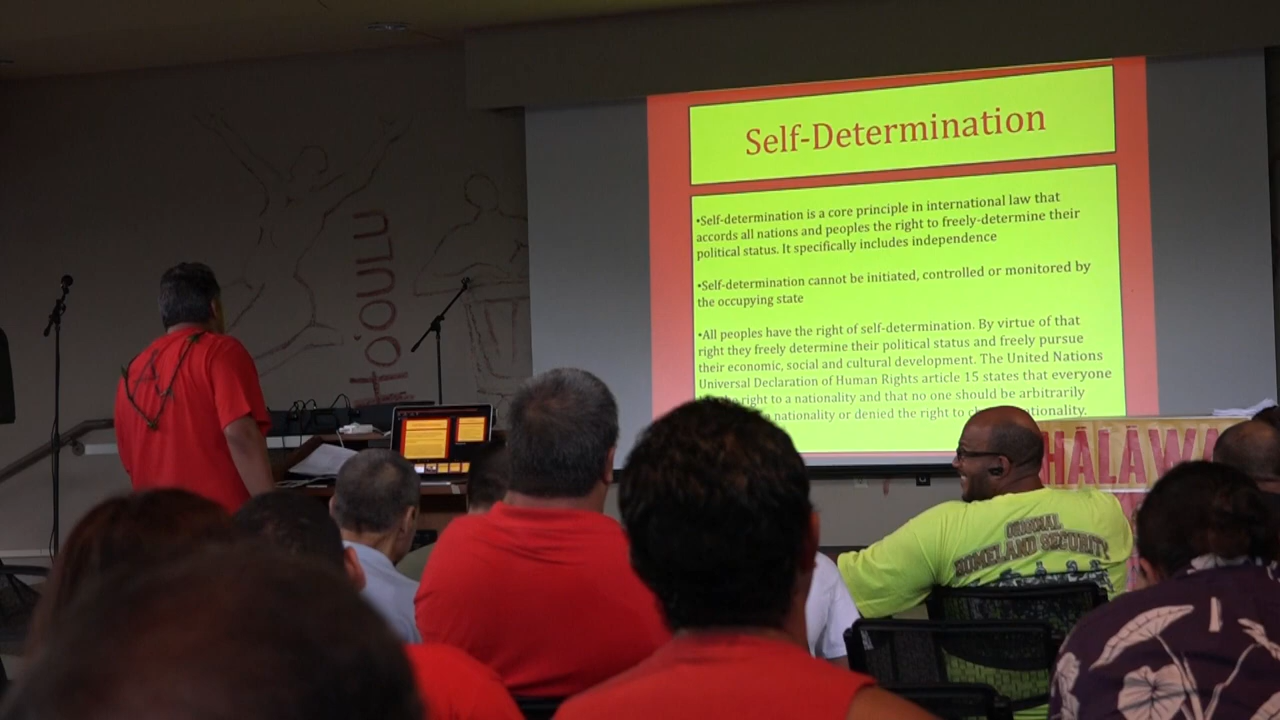 Self-Determination
•Self-determination is a core principle in international law that
accords all nations and peoples the right to freely-determine their
political status. It specifically includes independence
•Self-determination cannot be initiated, controlled or monitored by
the occupying state
•All peoples have the right of self-determination. By virtue of that
right they freely determine their political status and freely pursue
their economic, social and cultural development. The United Nations
Universal Declaration of Human Rights article 15 states that everyone
right to a nationality and that no one should be arbitrarily
nationality or denied the right to nationality.
HO'OULU
HALAWA
ORIGINAL
HOMELAND SECURITY